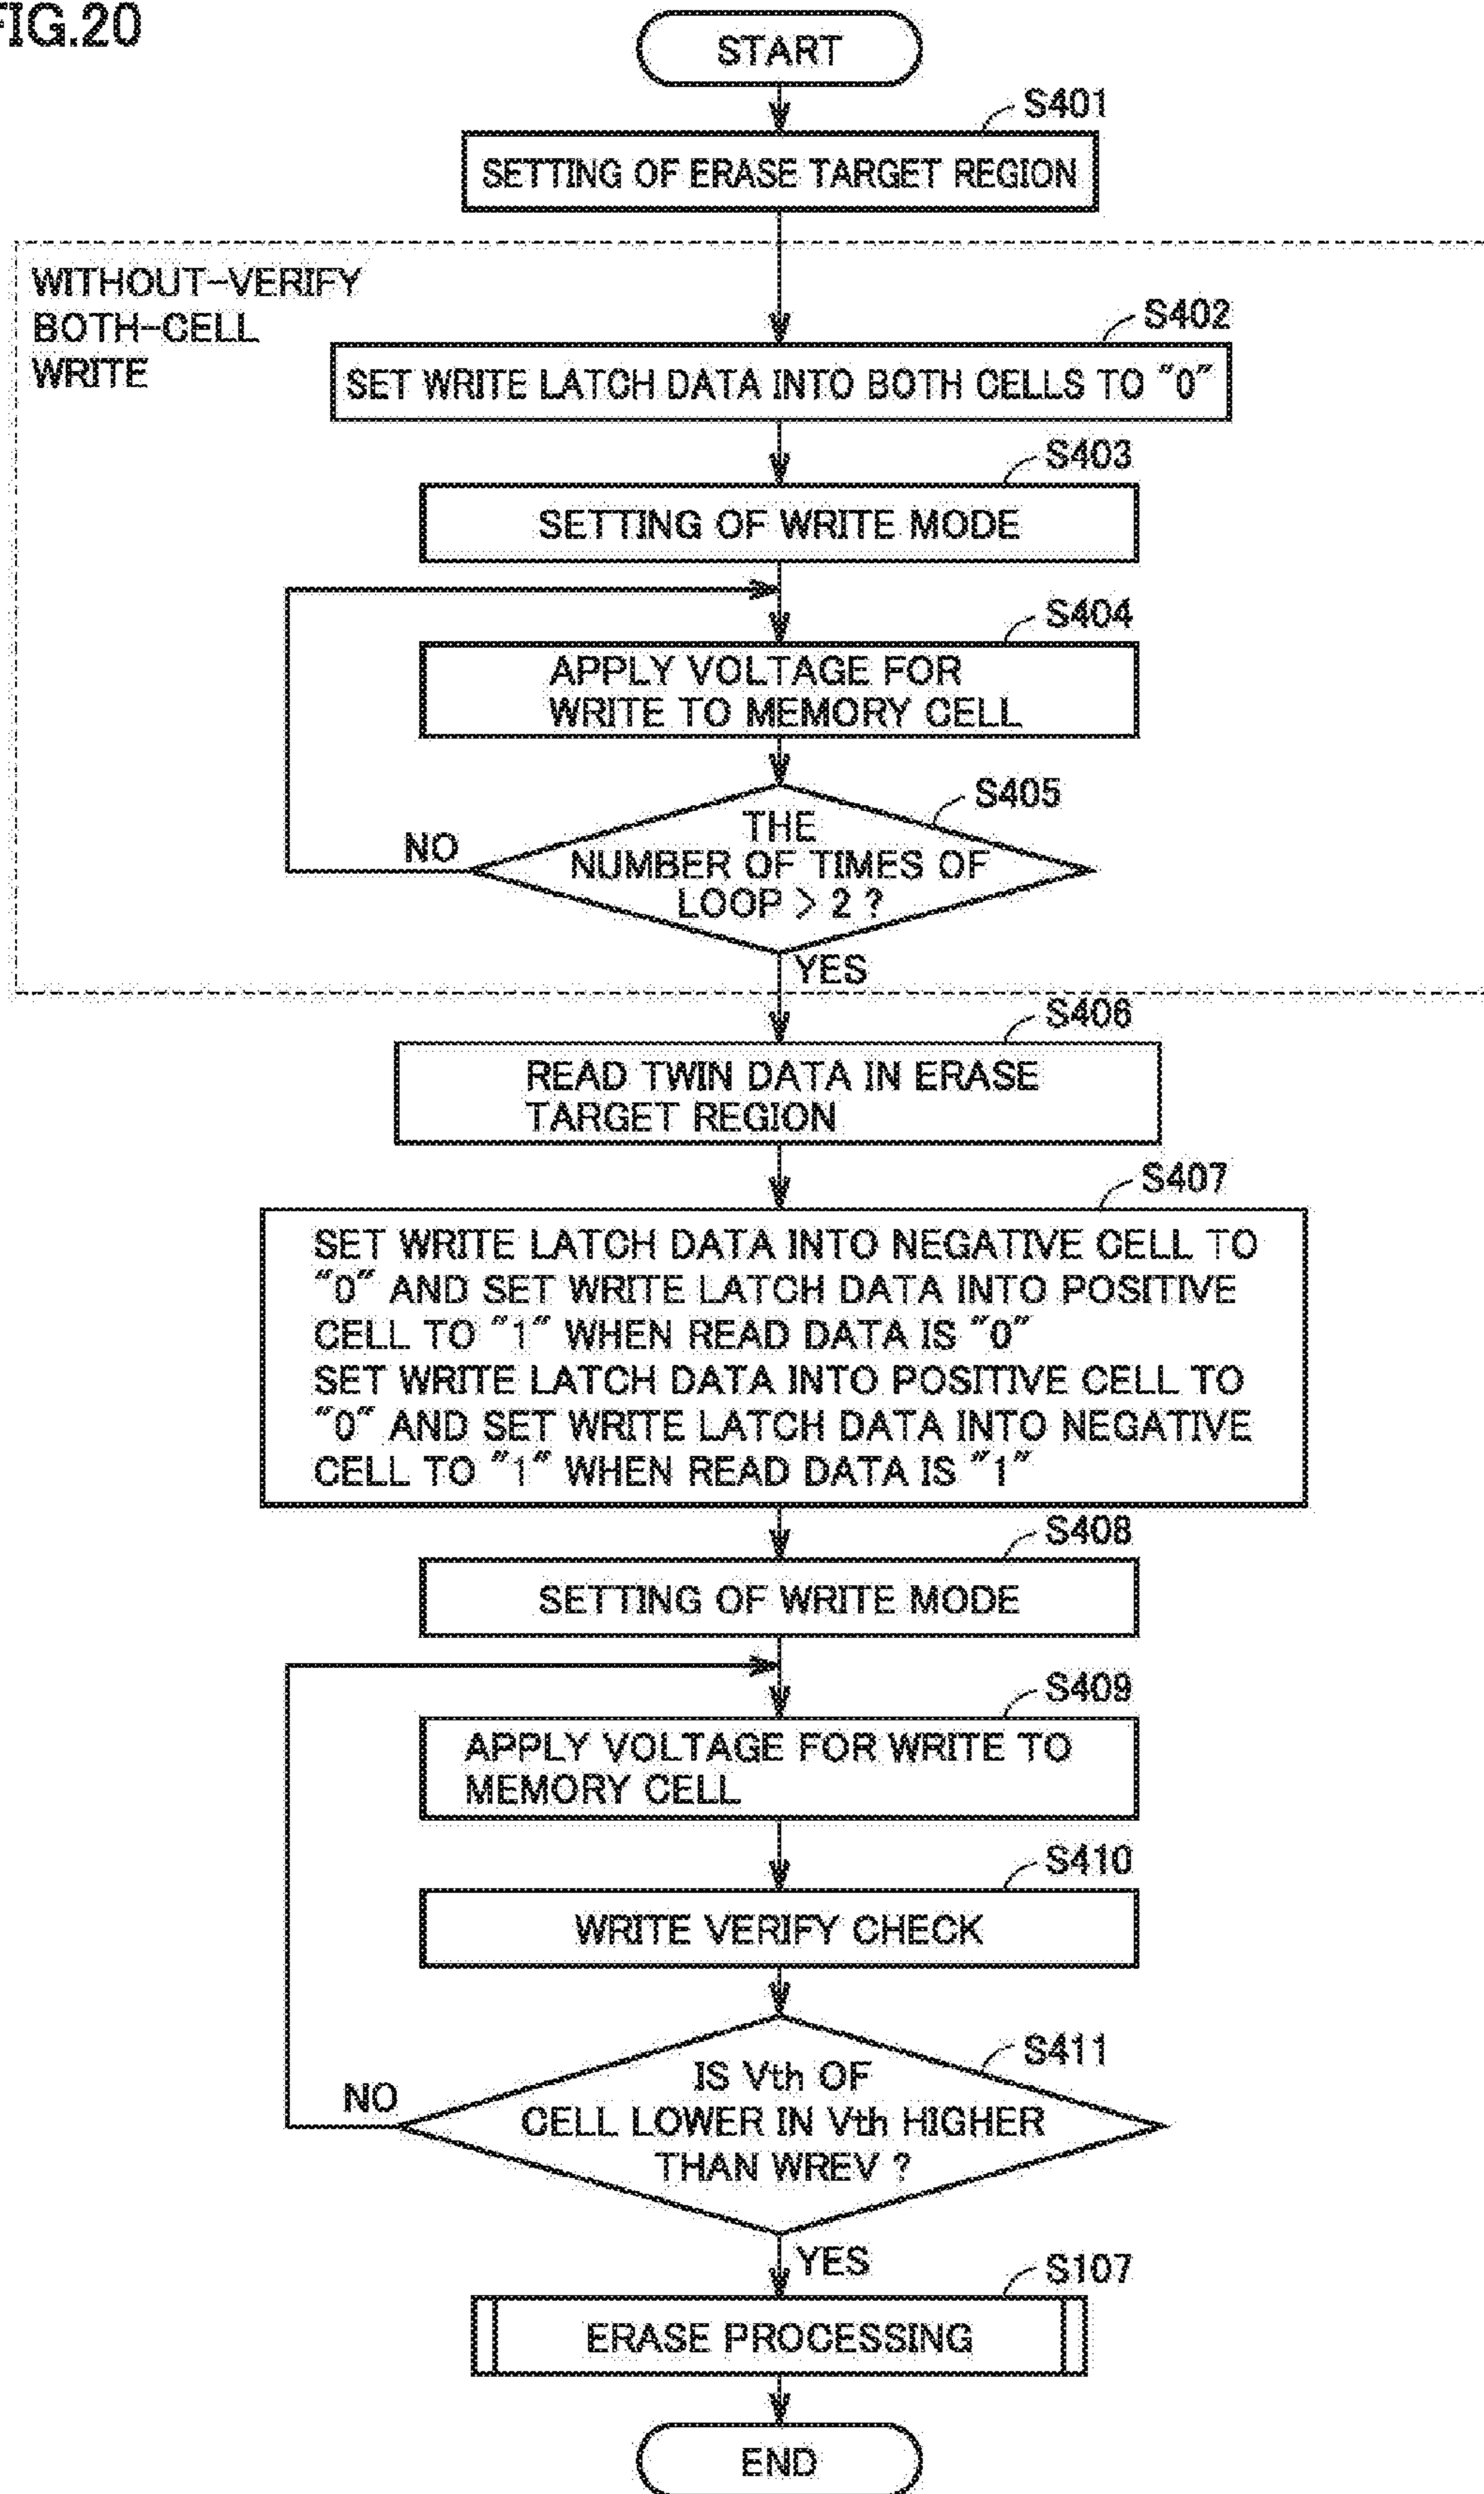 FIG.20
START
S401
SETTING OF ERASE TARGET REGION
WITHOUT-VERIFY
BOTH-CELL
WRITE
S402
SET WRITE LATCH DATA INTO BOTH CELLS TO "0"
S403
SETTING OF WRITE MODE
S404
APPLY VOLTAGE FOR
WRITE TO MEMORY CELL
S405
THE
NUMBER OF TIMES OF
LOOP > 2 ?
NO
YES
S406
READ TWIN DATA IN ERASE
TARGET REGION
S407
SET WRITE LATCH DATA INTO NEGATIVE CELL TO
"0" AND SET WRITE LATCH DATA INTO POSITIVE
CELL TO "1" WHEN READ DATA IS "0"
SET WRITE LATCH DATA INTO POSITIVE CELL TO
"0" AND SET WRITE LATCH DATA INTO NEGATIVE
CELL TO "1" WHEN READ DATA IS "1"
S408
SETTING OF WRITE MODE
S409
APPLY VOLTAGE FOR WRITE TO
MEMORY CELL
S410
WRITE VERIFY CHECK
S411
IS Vth OF
CELL LOWER IN Vth HIGHER
THAN WREV ?
NO
YES
S107
ERASE PROCESSING
END